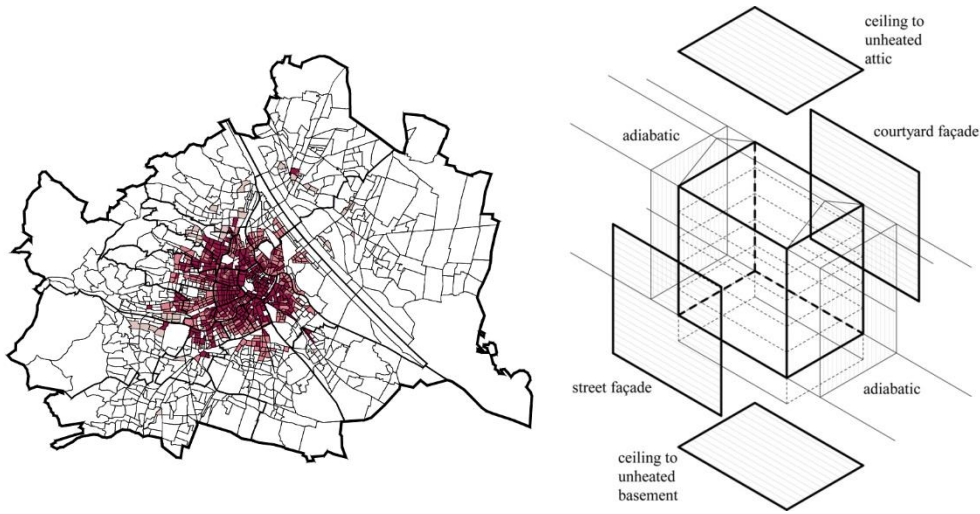 ceiling to
unheated
attic
adiabatic
courtyard façade
street façade
adiabatic
ceiling to
unheated
basement